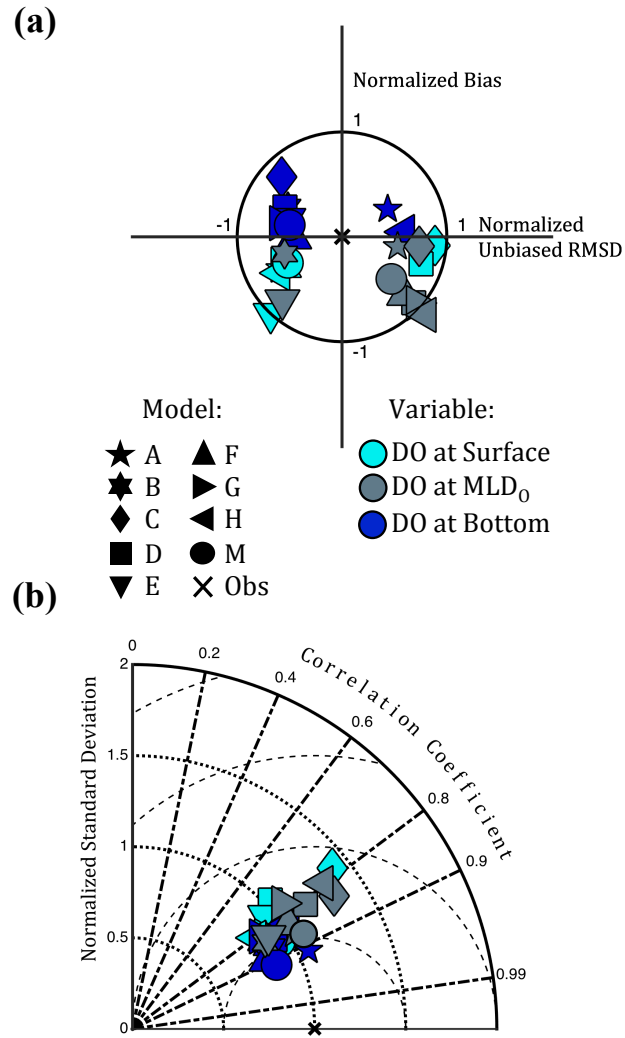 (a)
Normalized Bias
1
-1
1
Normalized
Unbiased RMSD
-1
Model:
Variable:
A
F
B
G
C
H
D
M
E
Obs
DO at Surface
DO at MLD₀
DO at Bottom
(b)
Correlation Coefficient
Normalized Standard Deviation
0
0.2
0.4
0.6
0.8
0.9
0.99
2
1.5
1
0.5
0